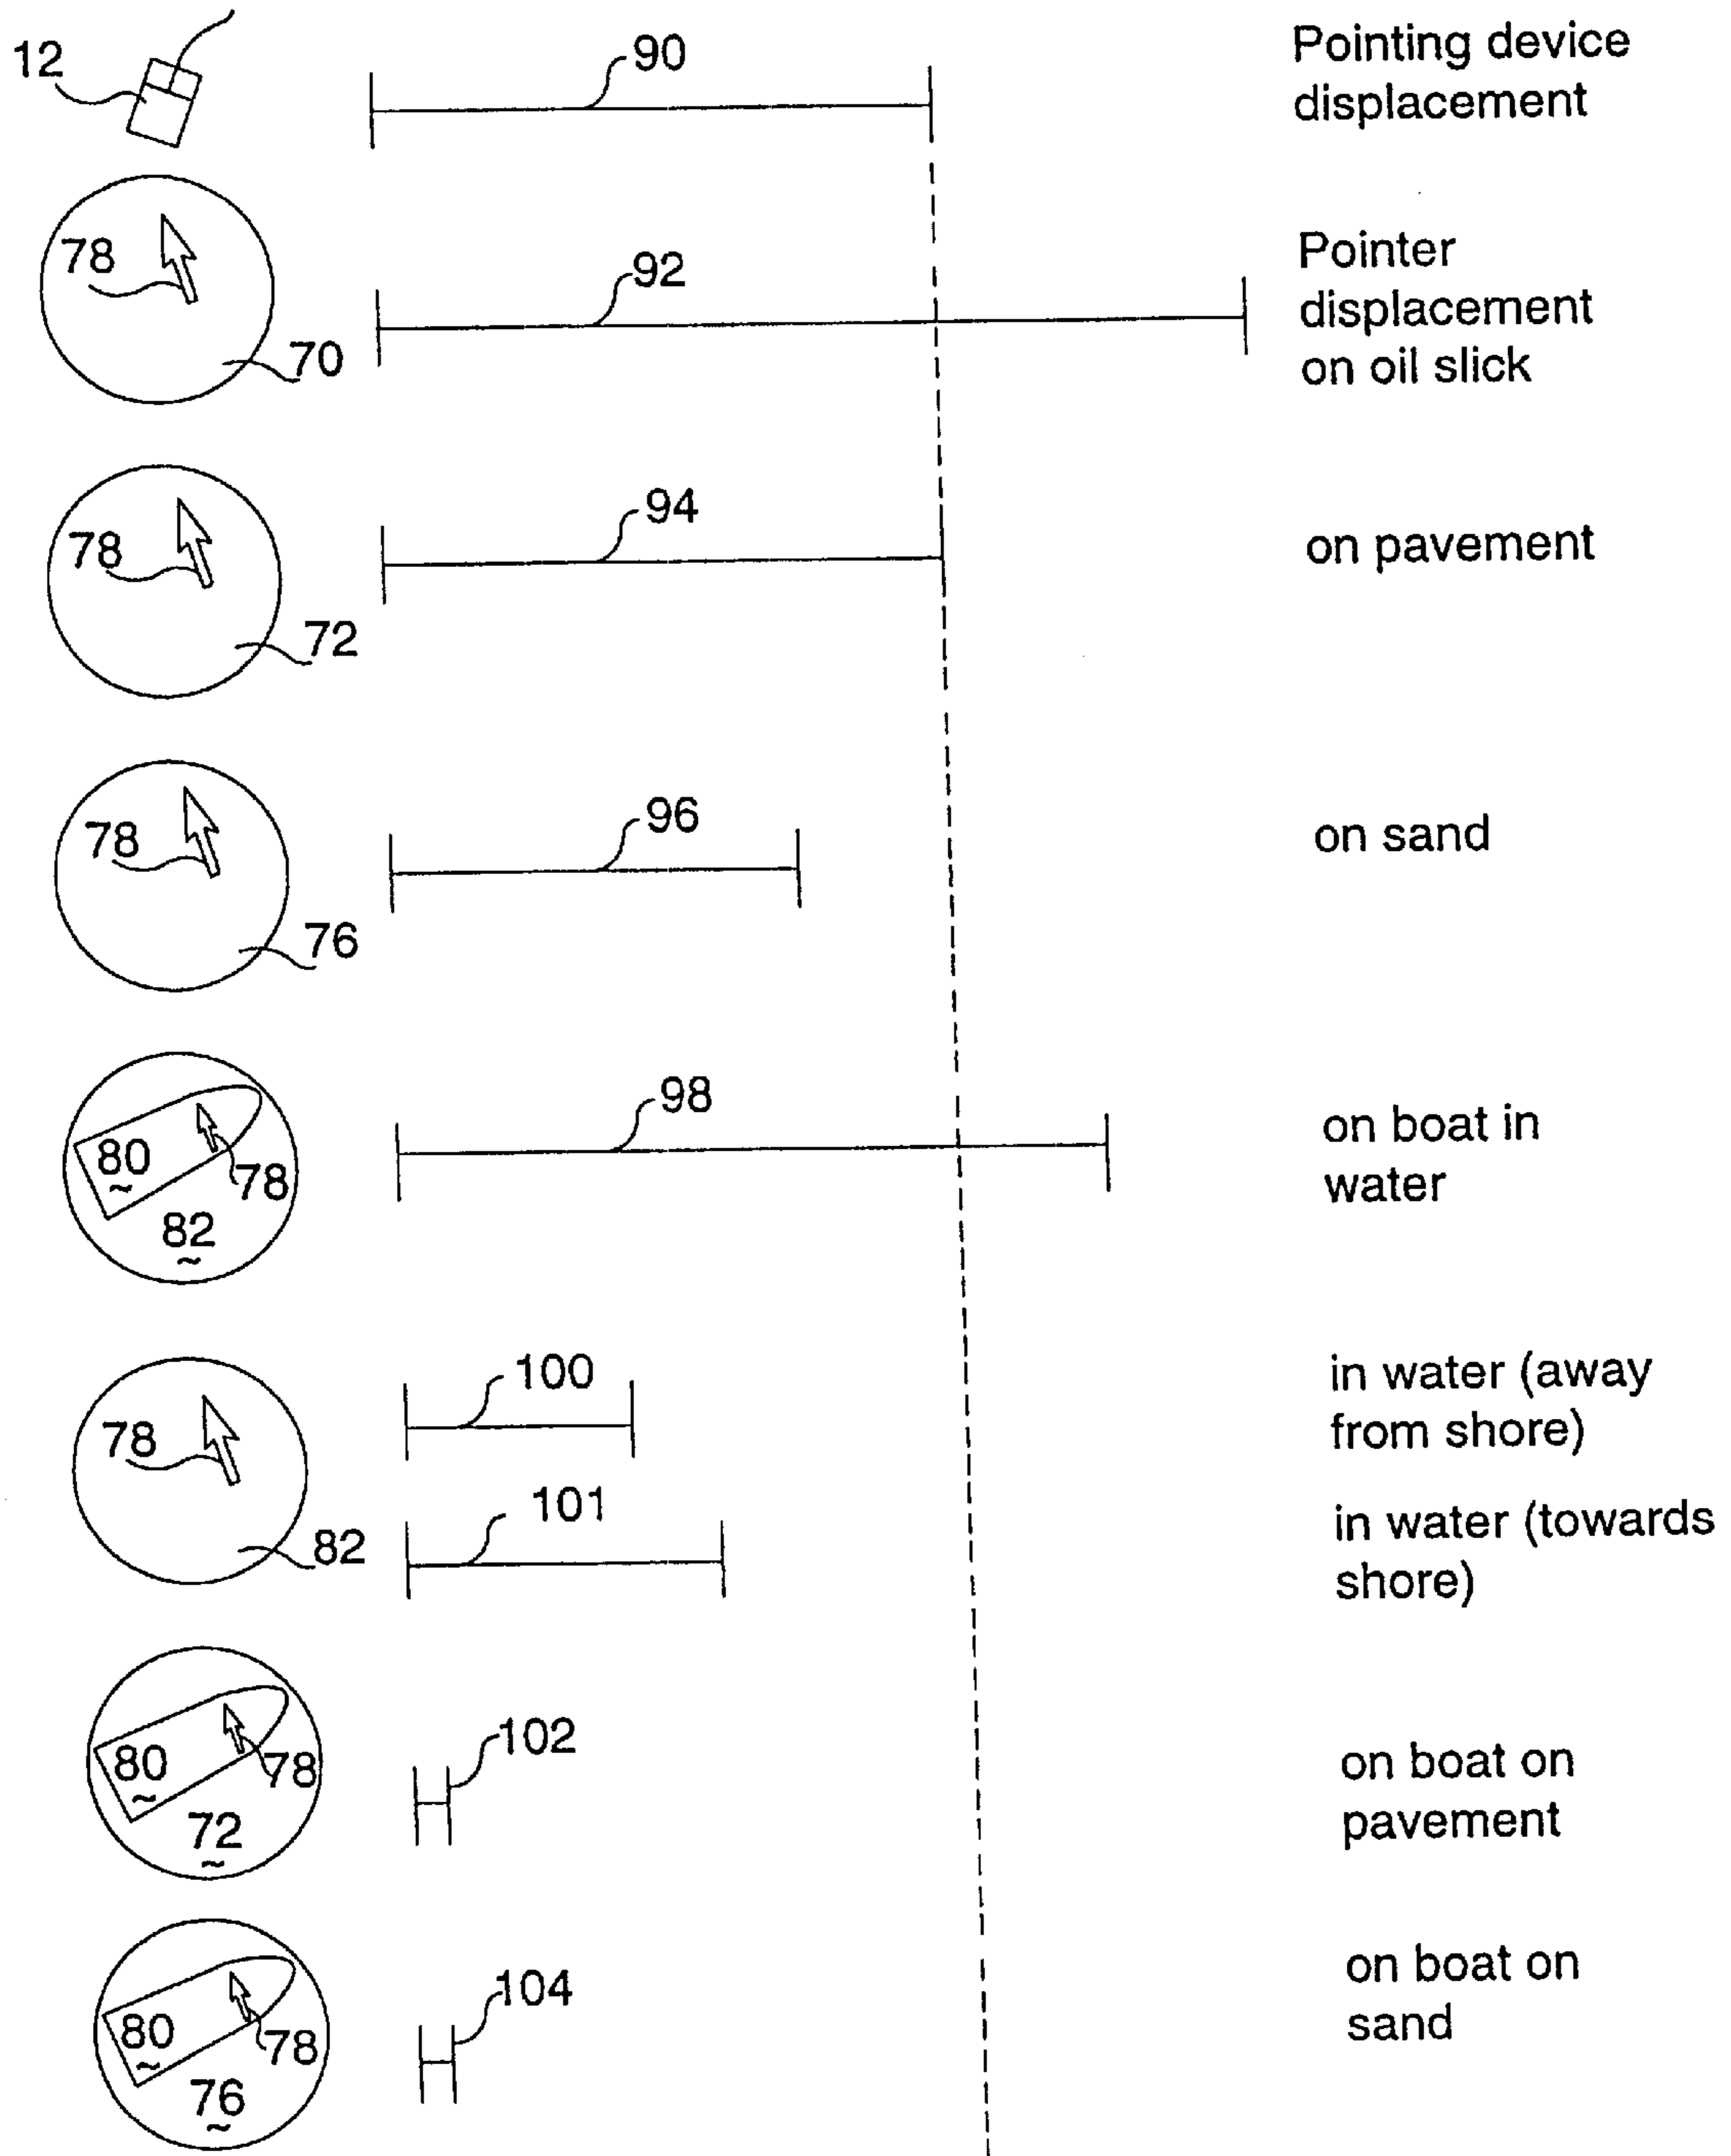 12
90
Pointing device
displacement
78
92
Pointer
displacement
on oil slick
70
78
94
on pavement
72
78
96
on sand
76
80
78
82
98
on boat in
water
78
100
in water (away
from shore)
82
101
in water (towards
shore)
80
78
72
102
on boat on
pavement
80
78
76
104
on boat on
sand